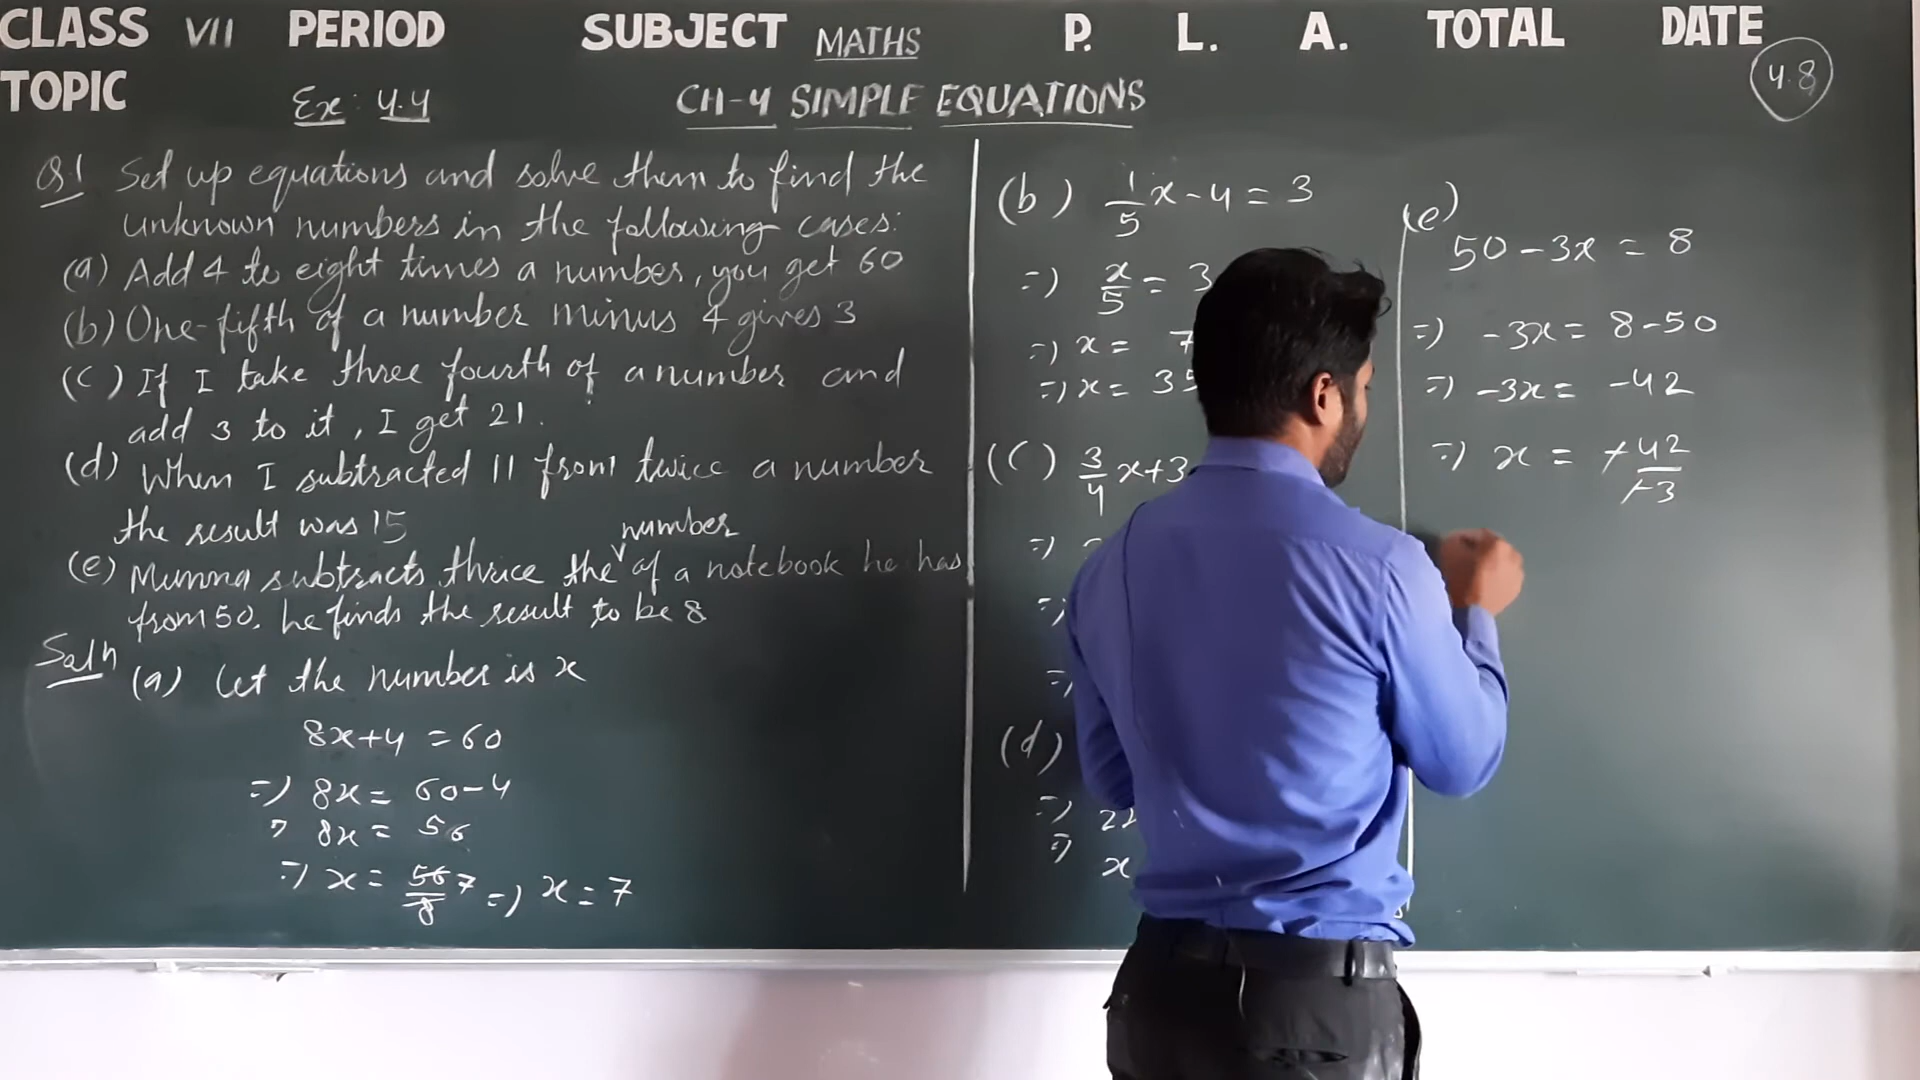 CLASS VII PERIOD SUBJECT MATHS P. L. A. TOTAL DATE
TOPIC Ex: 4.4 CH-4 SIMPLE EQUATIONS 4.8
Q.1 Set up equations and solve them to find the
unknown numbers in the following cases:
(a) Add 4 to eight times a number, you get 60
(b) One-fifth of a number minus 4 gives 3
(c) If I take three fourth of a number and
add 3 to it, I get 21.
(d) When I subtracted 11 from twice a number
the result was 15
(e) Munna subtracts thrice the number of a notebook he has
from 50. he finds the result to be 8
Soln
(a) Let the number is x
8x+4 = 60
=) 8x = 60-4
8x = 56
=) x = 56/8 7 =) x = 7
(b) 1/5 x - 4 = 3
=) x/5 = 3
=) x = 7
=) x = 35
(C) 3/4 x+3
=)
=)
=)
(d)
=) 22
=) x
(e)
50 - 3x = 8
=) -3x = 8-50
=) -3x = -42
=) x = -42/-3